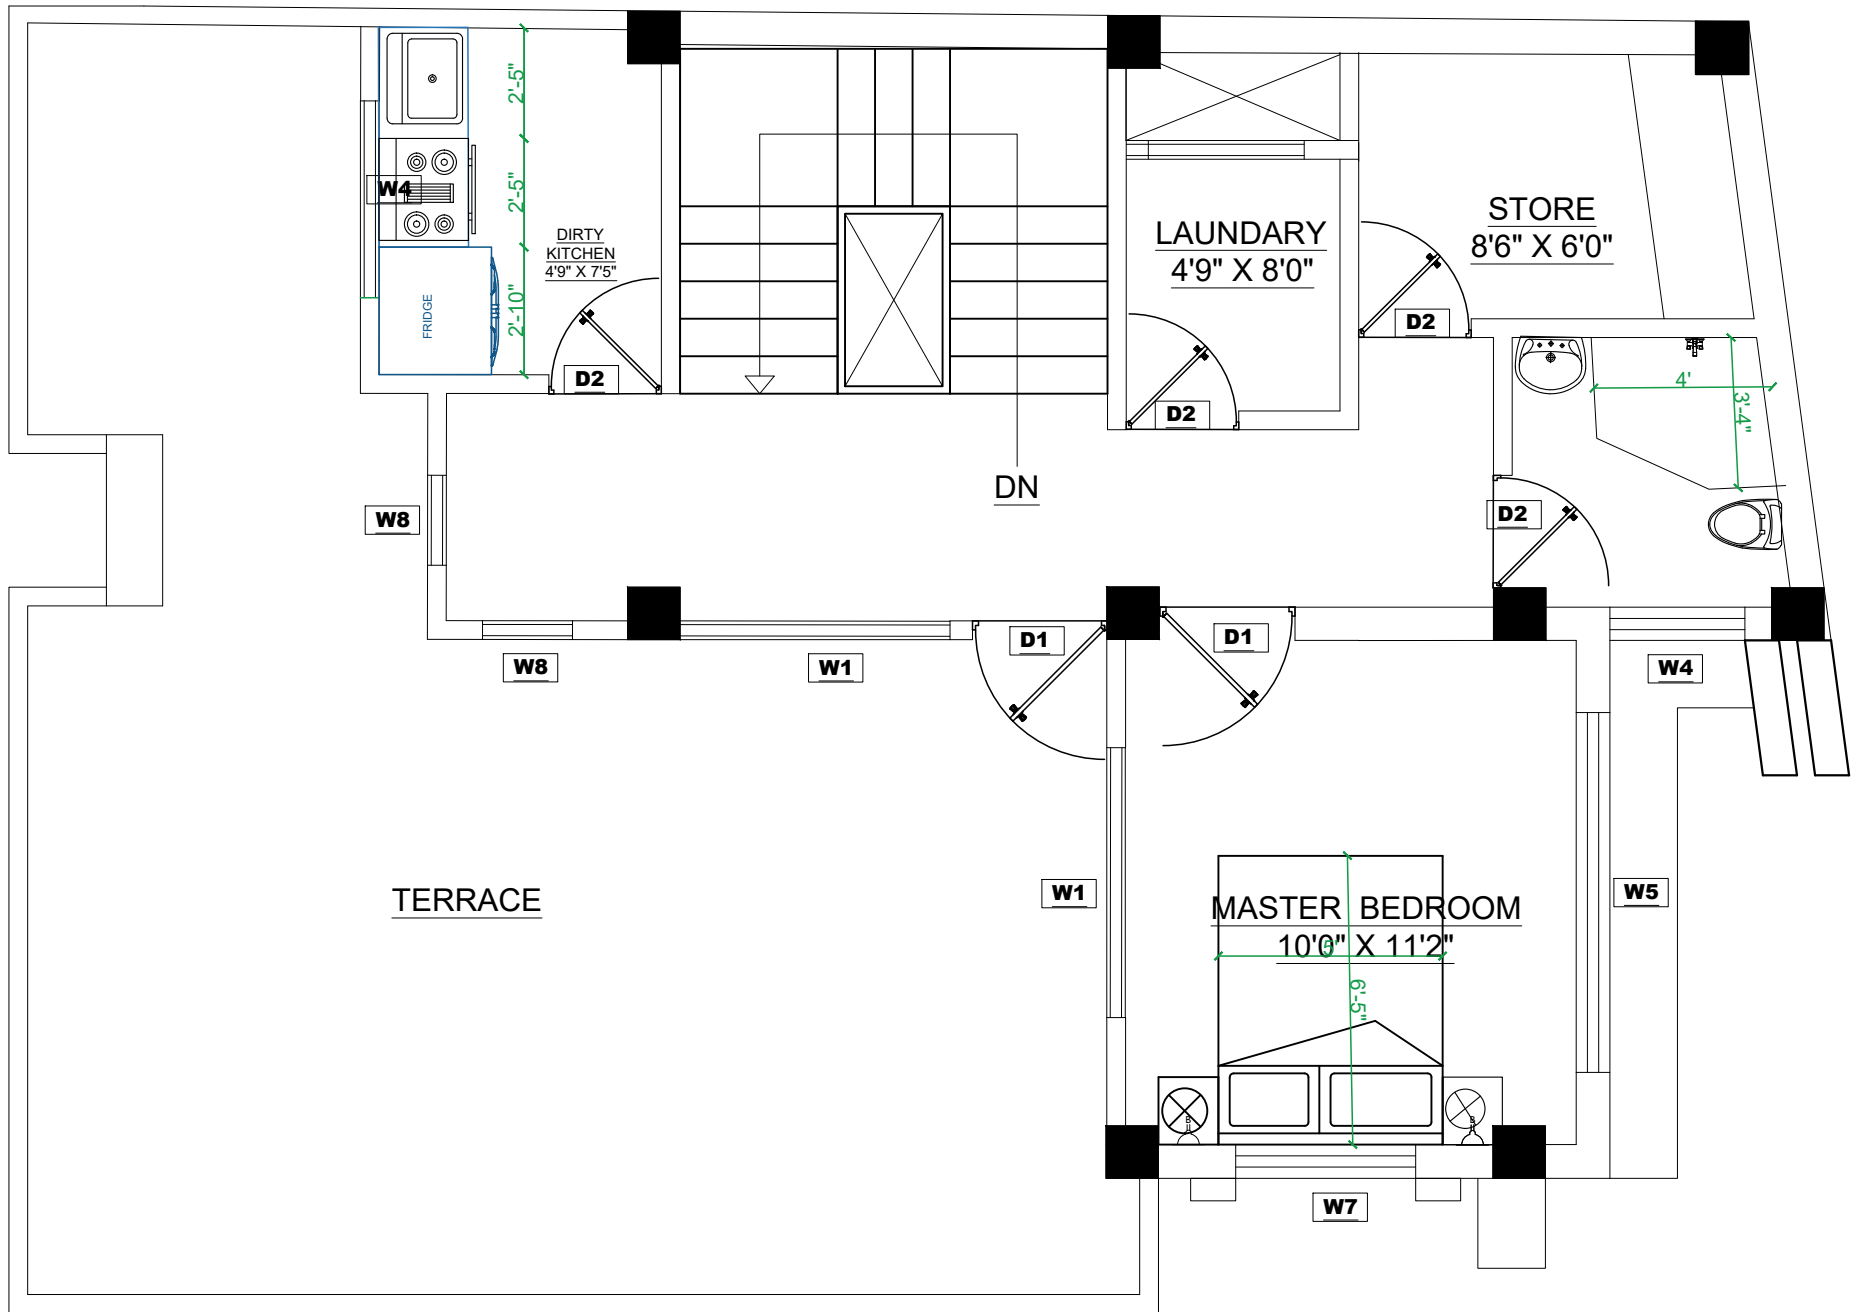 2'-5"
W4
2'-5"
DIRTY
KITCHEN
4'9" X 7'5"
FRIDGE
2'-10"
D2
LAUNDARY
4'9" X 8'0"
D2
STORE
8'6" X 6'0"
D2
4'
3'-4"
D2
DN
W8
W8
W1
D1
D1
W4
TERRACE
W1
MASTER BEDROOM
10'0" X 11'2"
5'
6'-5"
W5
W7